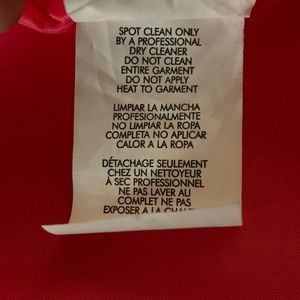 SPOT CLEAN ONLY
BY A PROFESSIONAL
DRY CLEANER
DO NOT CLEAN
ENTIRE GARMENT
DO NOT APPLY
HEAT TO GARMENT
LIMPIAR LA MANCHA
PROFESIONALMENTE
NO LIMPIAR LA ROPA
COMPLETA NO APLICAR
CALOR A LA ROPA
DÉTACHAGE SEULEMENT
CHEZ UN NETTOYEUR
À SEC PROFESSIONNEL
NE PAS LAVER AU
COMPLET NE PAS
EXPOSER A LA